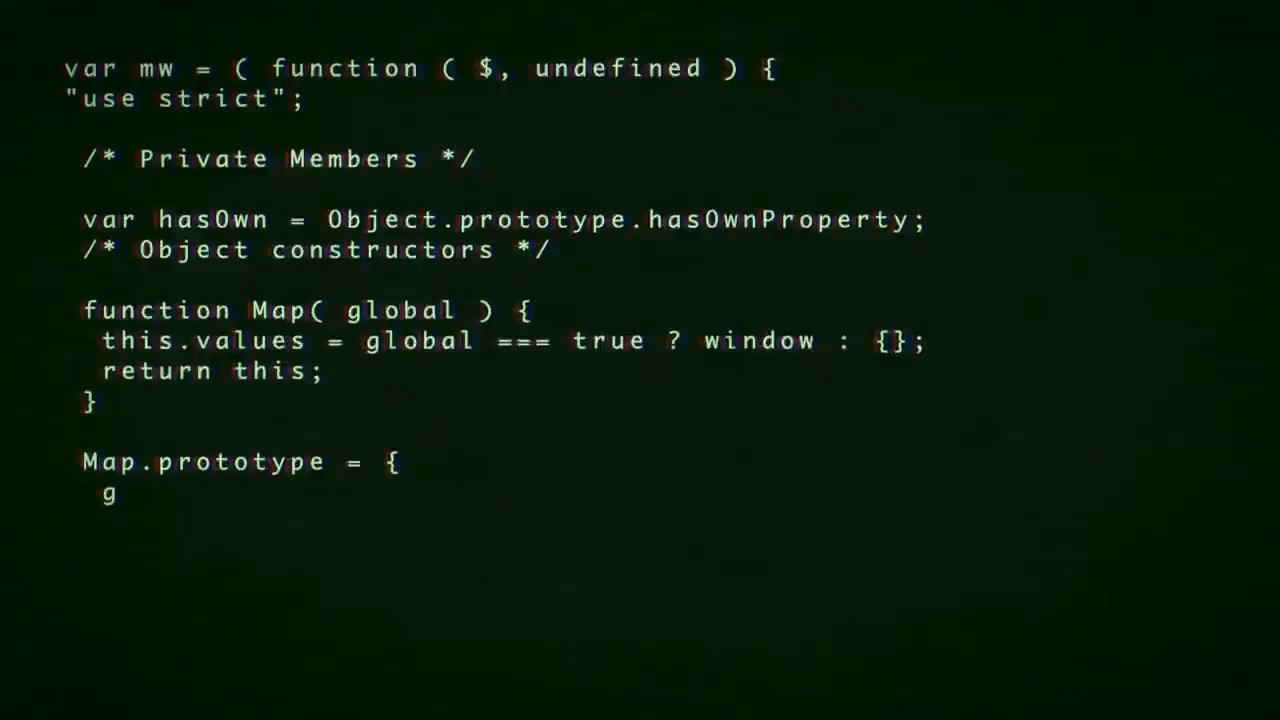 var mw = ( function ( $, undefined ) {
"use strict";
/* Private Members */
var hasOwn = Object.prototype.hasOwnProperty;
/* Object constructors */
function Map( global ) {
this.values = global === true ? window : {};
return this;
}
Map.prototype = {
g